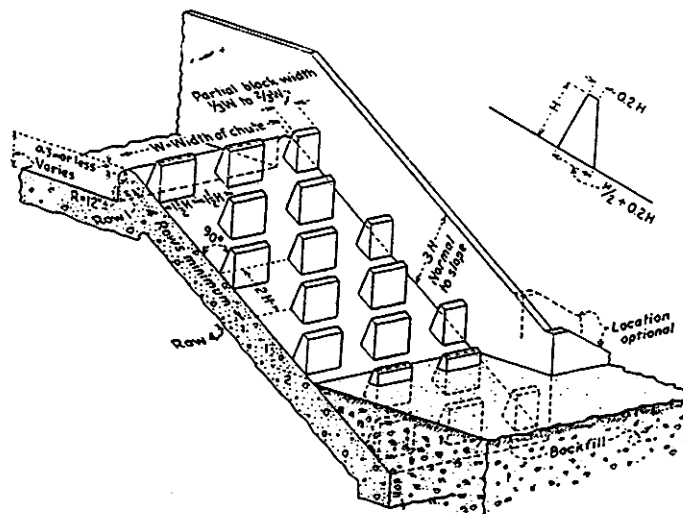 Partial block width
⅓W to ⅔W
W=Width of chute
0.3 or less
Varies
R=12"±
Row 1
4 Rows minimum
90°
2H
Row 4
3H
Normal
to slope
Location
optional
Backfill
H
0.2H
H/2 + 0.2H